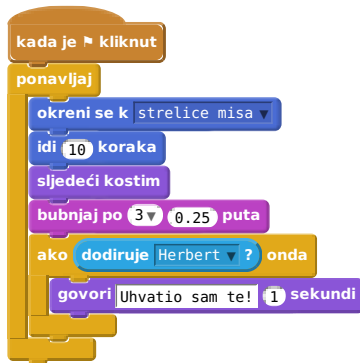 kada je ⚑ kliknut
ponavljaj
okreni se k strelice misa ▼
idi 10 koraka
sljedeći kostim
bubnjaj po 3▼ 0.25 puta
ako dodiruje Herbert ▼ ? onda
govori Uhvatio sam te! 1 sekundi